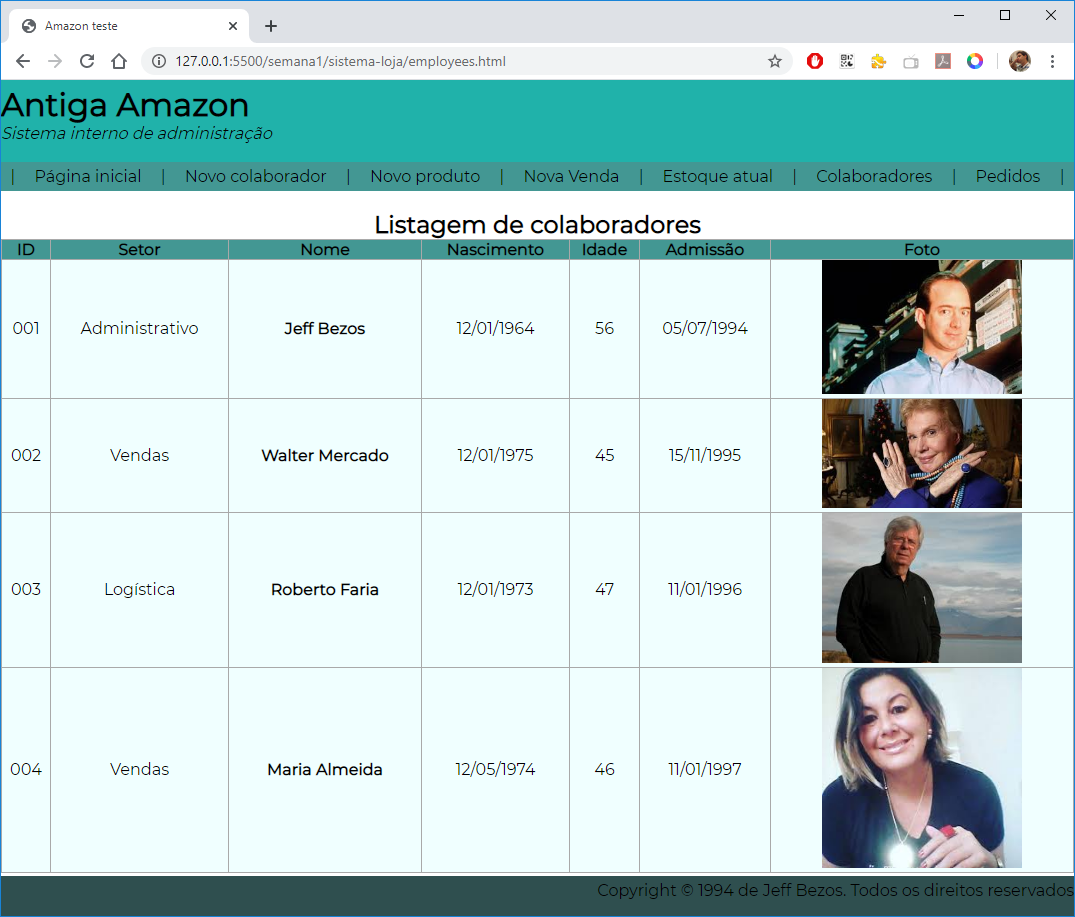 Amazon teste
127.0.0.1:5500/semana1/sistema-loja/employees.html
Antiga Amazon
Sistema interno de administração
| Página inicial | Novo colaborador | Novo produto | Nova Venda | Estoque atual | Colaboradores | Pedidos |
Listagem de colaboradores
ID Setor Nome Nascimento Idade Admissão Foto
001 Administrativo Jeff Bezos 12/01/1964 56 05/07/1994
002 Vendas Walter Mercado 12/01/1975 45 15/11/1995
003 Logística Roberto Faria 12/01/1973 47 11/01/1996
004 Vendas Maria Almeida 12/05/1974 46 11/01/1997
Copyright © 1994 de Jeff Bezos. Todos os direitos reservados